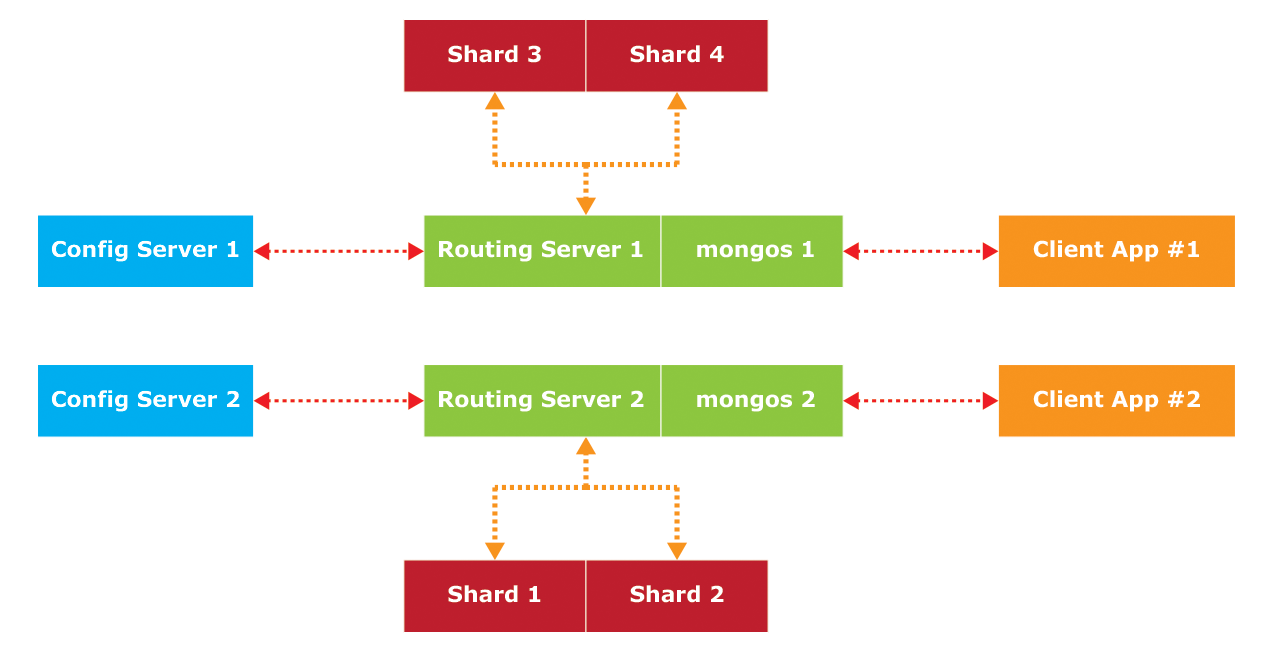 Shard 3
Shard 4
Config Server 1
Routing Server 1
mongos 1
Client App #1
Config Server 2
Routing Server 2
mongos 2
Client App #2
Shard 1
Shard 2